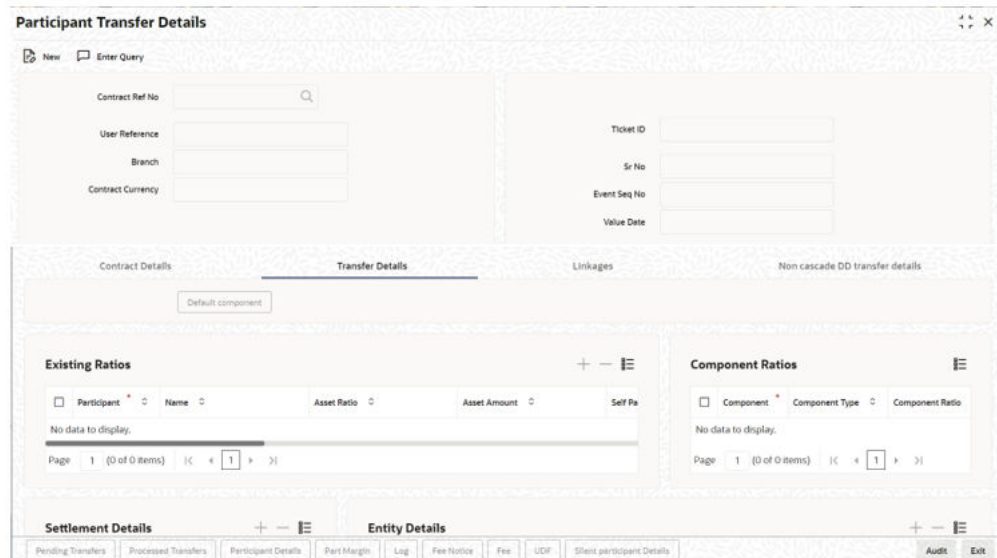 Participant Transfer Details
New Enter Query
Contract Ref No
User Reference
Branch
Contract Currency
Ticket ID
Sr No
Event Seq No
Value Date
Contract Details Transfer Details Linkages Non cascade DD transfer details
Default component
Existing Ratios
Participant * Name Asset Ratio Asset Amount Self Pa
No data to display.
Page 1 (0 of 0 items) 1
Component Ratios
Component * Component Type Component Ratio
No data to display.
Page 1 (0 of 0 items) 1
Settlement Details
Entity Details
Pending Transfers Processed Transfers Participant Details Part Margin Log Fee Notice Fee UDF Silent participant Details Audit Exit